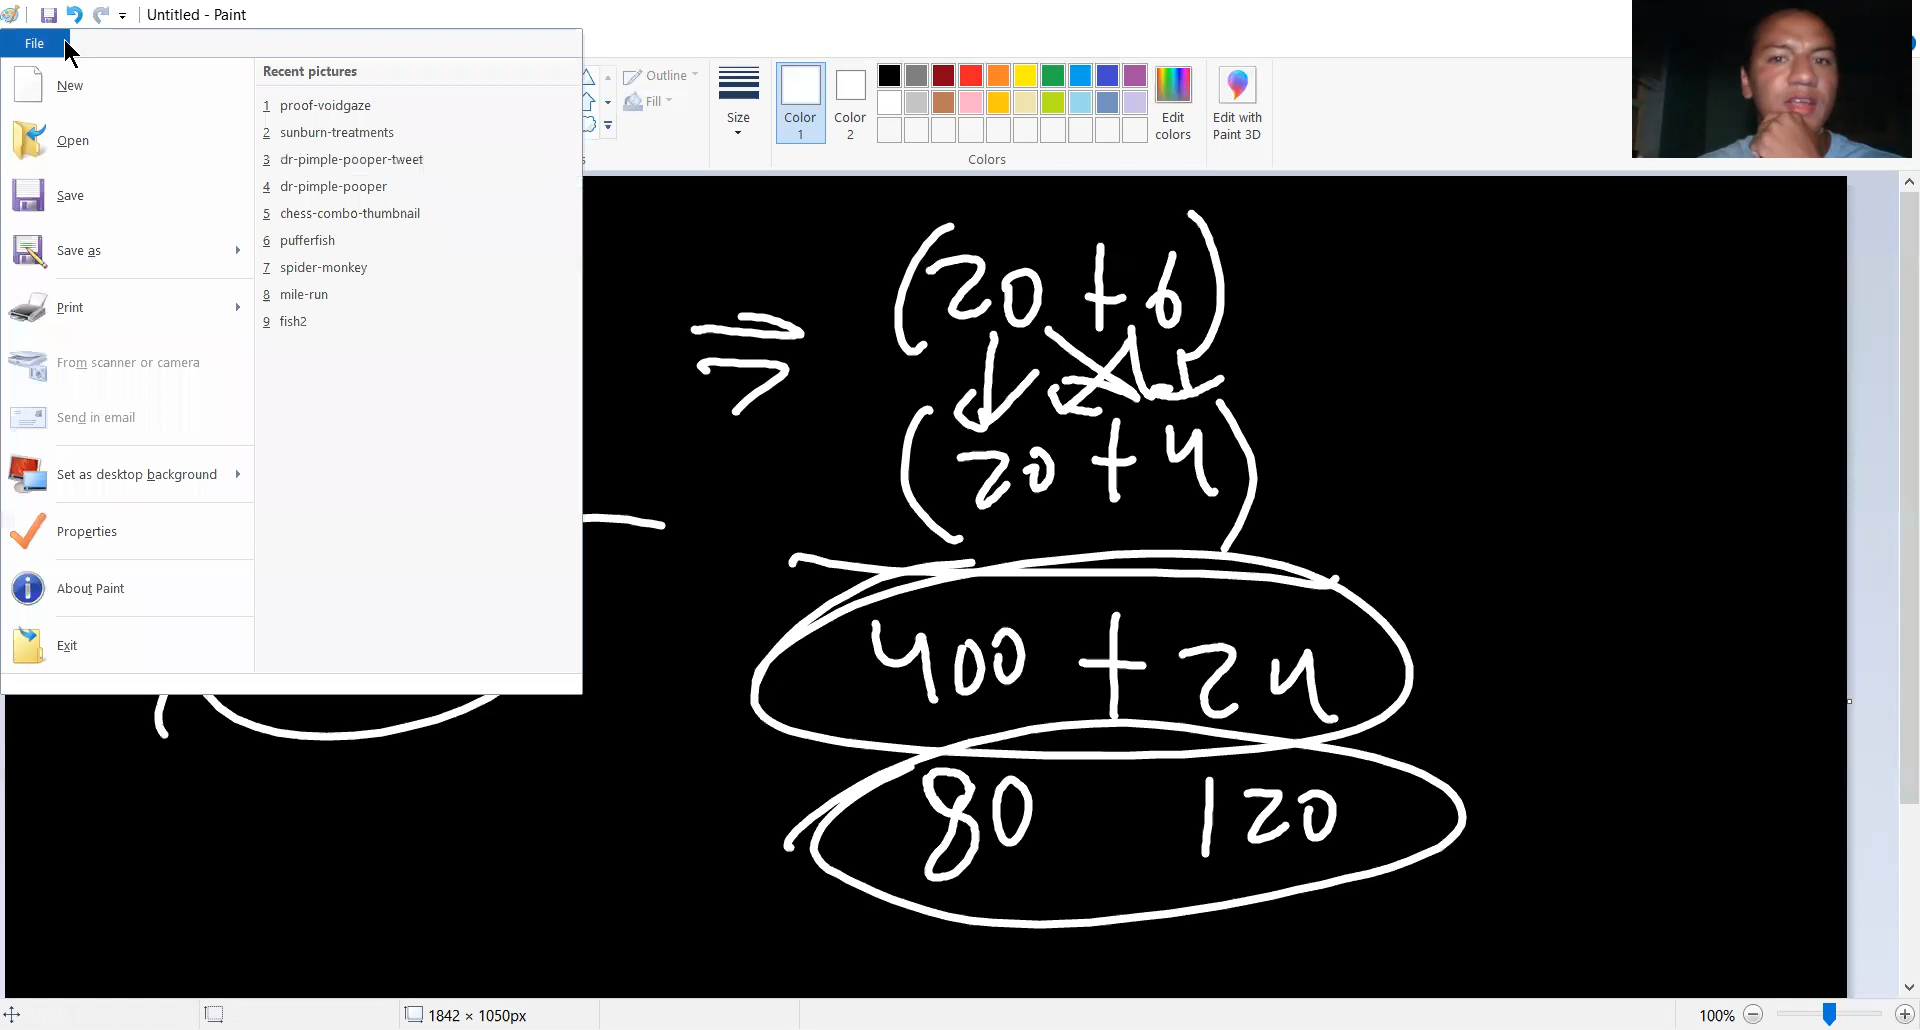 Untitled - Paint
File
New
Open
Save
Save as
Print
From scanner or camera
Send in email
Set as desktop background
Properties
About Paint
Exit
Recent pictures
1 proof-voidgaze
2 sunburn-treatments
3 dr-pimple-pooper-tweet
4 dr-pimple-pooper
5 chess-combo-thumbnail
6 pufferfish
7 spider-monkey
8 mile-run
9 fish2
Outline
Fill
Size
Color 1
Color 2
Edit colors
Edit with Paint 3D
Colors
(20 + 6)
(20 + 4)
400 + 24
80 120
1842 × 1050px
100%